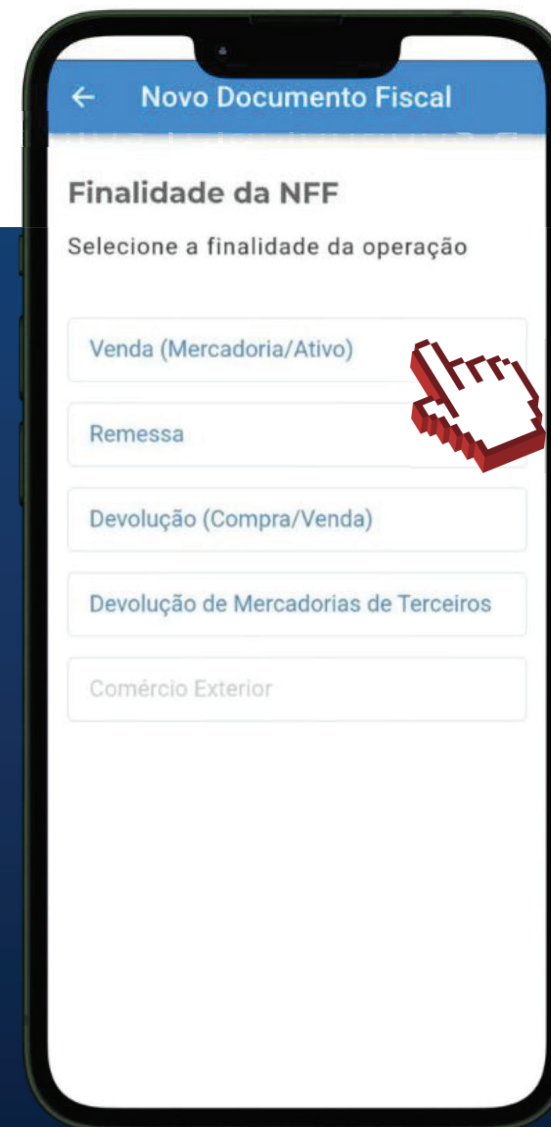 Novo Documento Fiscal
Finalidade da NFF
Selecione a finalidade da operação
Venda (Mercadoria/Ativo)
Remessa
Devolução (Compra/Venda)
Devolução de Mercadorias de Terceiros
Comércio Exterior